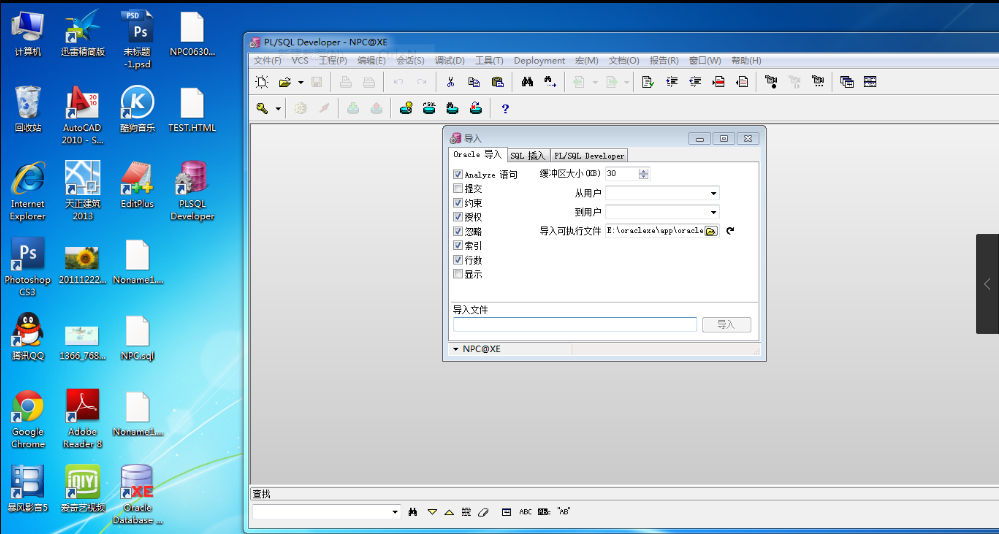 计算机
迅雷精简版
未标题
-1.psd
NPC0630...
回收站
AutoCAD
2010 - S...
酷狗音乐
TEST.HTML
Internet
Explorer
天正建筑
2013
EditPlus
PLSQL
Developer
Photoshop
CS3
20111222...
Noname1....
腾讯QQ
1366_768...
NPC.sql
Google
Chrome
Adobe
Reader 8
Noname1....
暴风影音5
爱奇艺视频
Oracle
Database ...
PL/SQL Developer - NPC@XE
文件(F) VCS 工程(P) 编辑(E) 会话(S) 调试(D) 工具(T) Deployment 宏(M) 文档(O) 报告(R) 窗口(W) 帮助(H)
导入
Oracle 导入 SQL 插入 PL/SQL Developer
Analyze 语句 缓冲区大小(KB) 30
提交 从用户
约束
授权 到用户
忽略 导入可执行文件 E:\oraclexe\app\oracle
索引
行数
显示
导入文件
导入
NPC@XE
查找
ABC "AB"